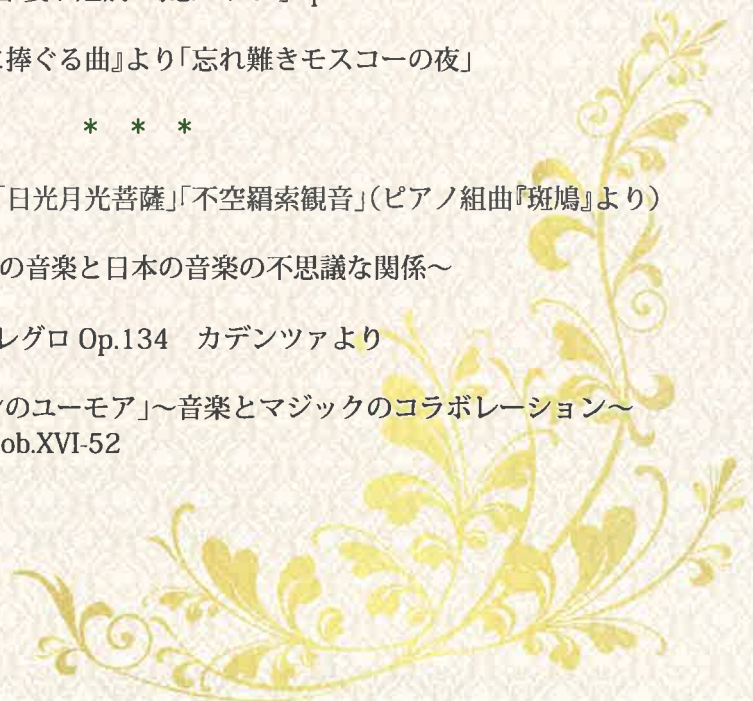 捧ぐる曲』より「忘れ難きモスコーの夜」
* * *
「日光月光菩薩」「不空羂索観音」(ピアノ組曲『斑鳩』より)
の音楽と日本の音楽の不思議な関係〜
レグロ Op.134 カデンツァより
のユーモア」〜音楽とマジックのコラボレーション〜
ob.XVI-52